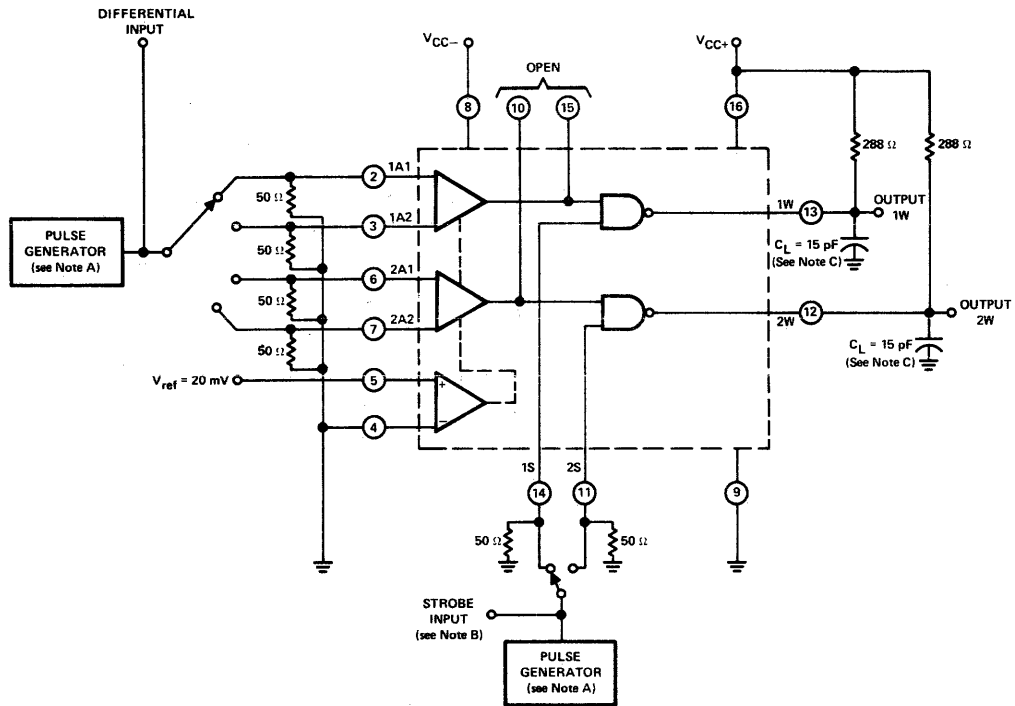 DIFFERENTIAL
INPUT
VCC−
VCC+
OPEN
8
10
15
16
288 Ω
288 Ω
2
1A1
50 Ω
3
1A2
50 Ω
PULSE
GENERATOR
(see Note A)
1W
13
OUTPUT
1W
CL = 15 pF
(See Note C)
6
2A1
50 Ω
7
2A2
50 Ω
2W
12
OUTPUT
2W
CL = 15 pF
(See Note C)
Vref = 20 mV
5
+
4
−
1S
2S
14
11
9
50 Ω
50 Ω
STROBE
INPUT
(see Note B)
PULSE
GENERATOR
(see Note A)